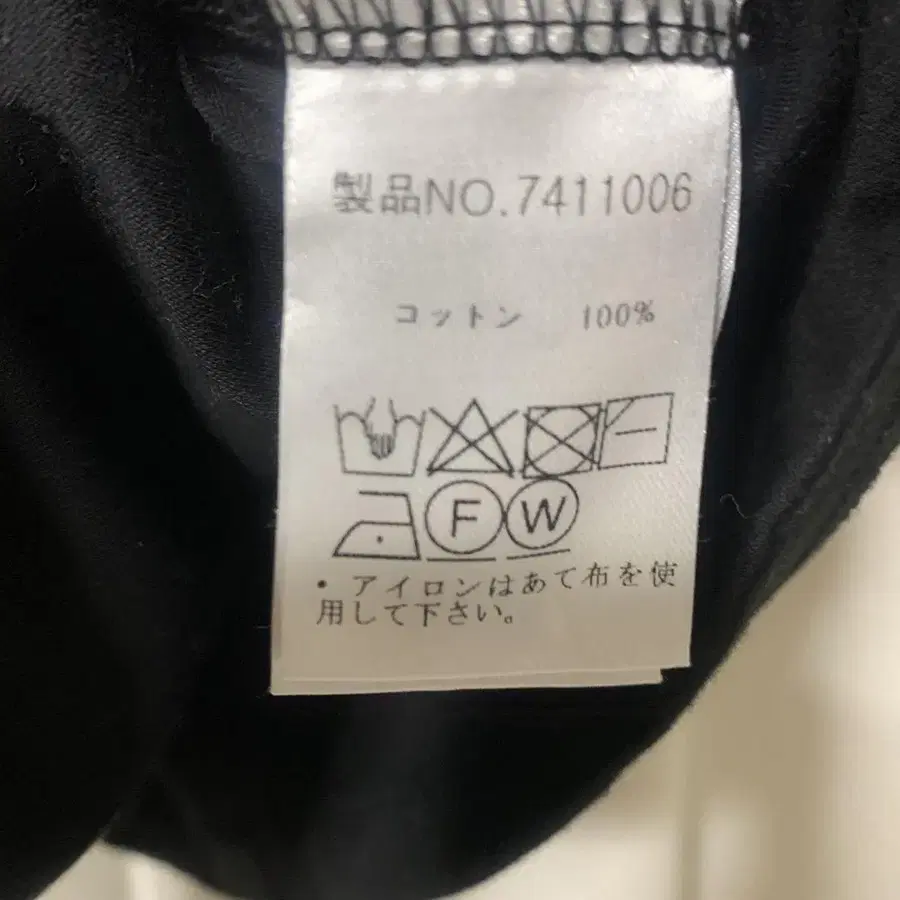 製品NO.7411006
コットン 100%
F W
・アイロンはあて布を使
用して下さい。